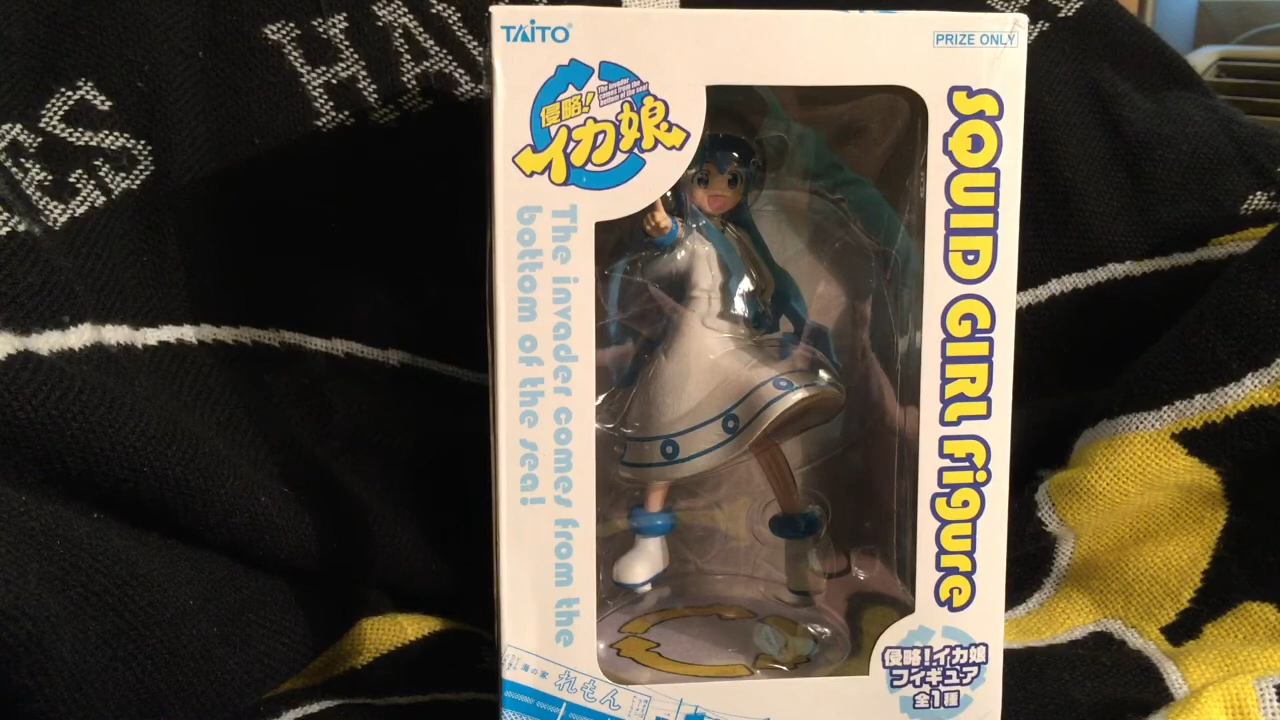 TAITO
PRIZE ONLY
侵略!
The invader
comes from the
bottom of the sea!
イカ娘
The invader comes from the
bottom of the sea!
SQUID GIRL Figure
侵略!イカ娘
フィギュア
全1種
海の家
れもん
HA
ES